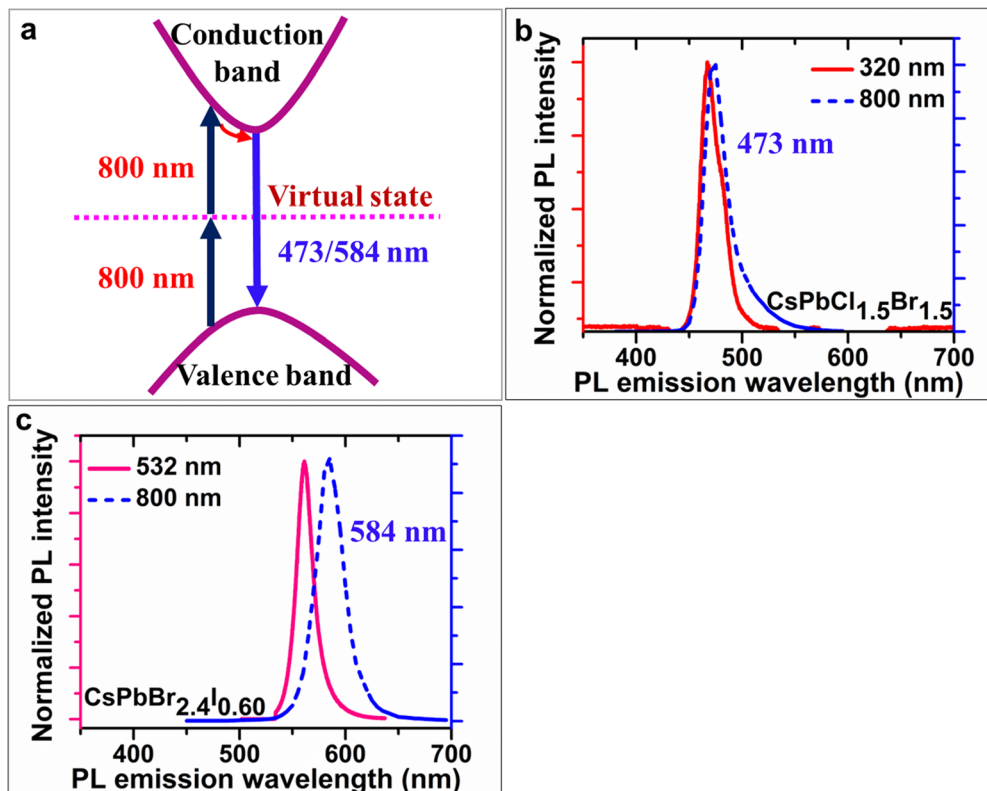 a
Conduction
band
800 nm
Virtual state
800 nm
473/584 nm
Valence band
b
Normalized PL intensity
320 nm
800 nm
473 nm
CsPbCl1.5Br1.5
400 500 600 700
PL emission wavelength (nm)
c
Normalized PL intensity
532 nm
800 nm
584 nm
CsPbBr2.4I0.60
400 500 600 700
PL emission wavelength (nm)